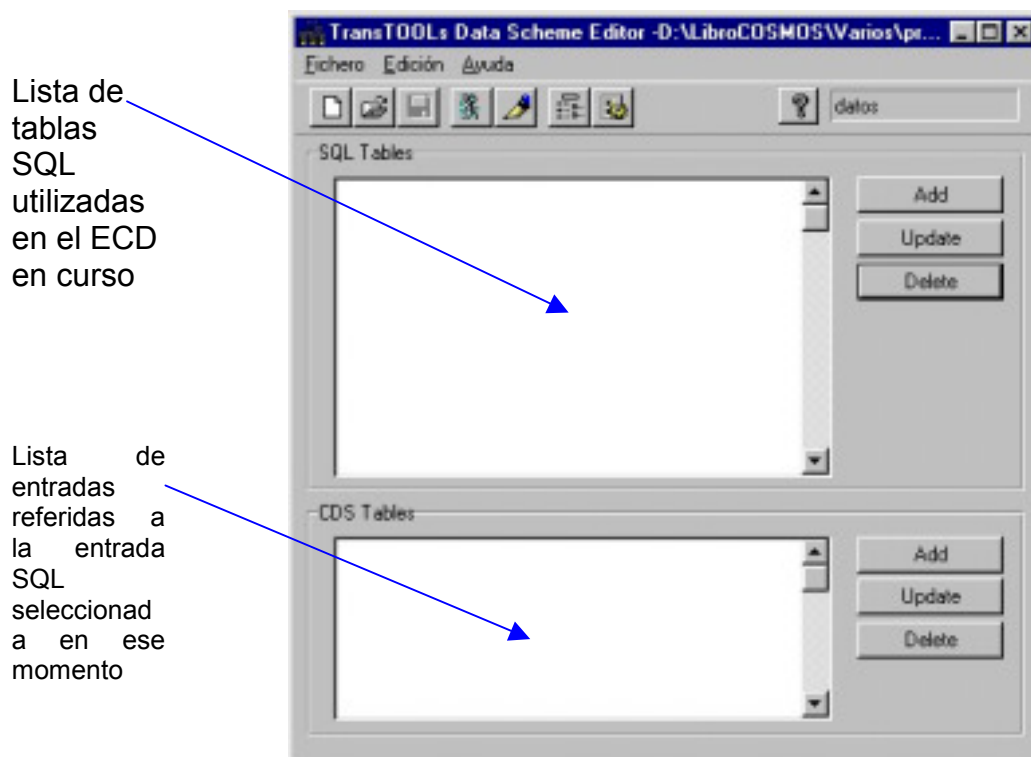 TransTOOLs Data Scheme Editor -D:\LibroCOSMOS\Varios\pr...
Fichero Edición Ayuda
datos
Lista de
tablas
SQL
utilizadas
en el ECD
en curso
SQL Tables
Add
Update
Delete
Lista de
entradas
referidas a
la entrada
SQL
seleccionad
a en ese
momento
CDS Tables
Add
Update
Delete